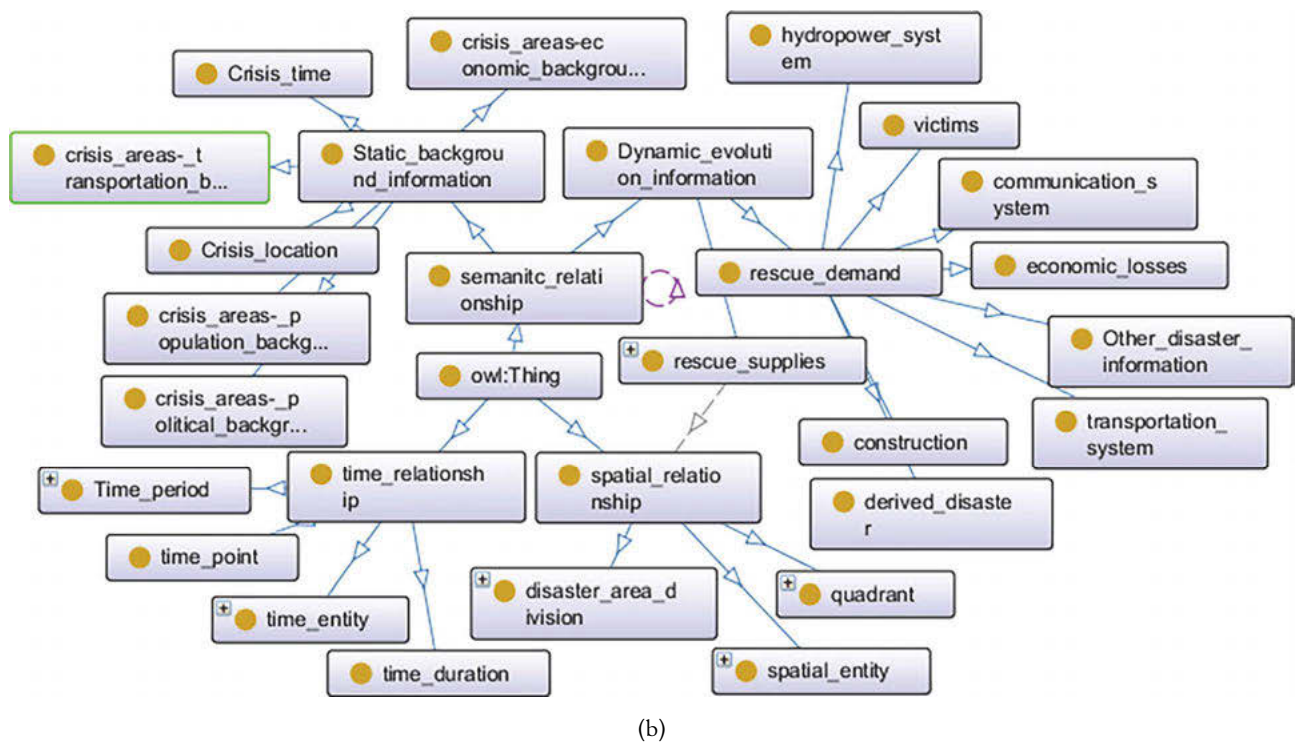 hydropower_syst
em
crisis_areas-ec
onomic_backgrou...
Crisis_time
victims
crisis_areas-_t
ransportation_b...
Static_backgrou
nd_information
Dynamic_evoluti
on_information
communication_s
ystem
Crisis_location
semanitc_relati
onship
rescue_demand
economic_losses
crisis_areas-_p
opulation_backg...
Other_disaster_
information
rescue_supplies
owl:Thing
crisis_areas-_p
olitical_backgr...
construction
transportation_
system
Time_period
time_relationsh
ip
spatial_relatio
nship
derived_disaste
r
time_point
disaster_area_d
ivision
quadrant
time_entity
time_duration
spatial_entity
(b)